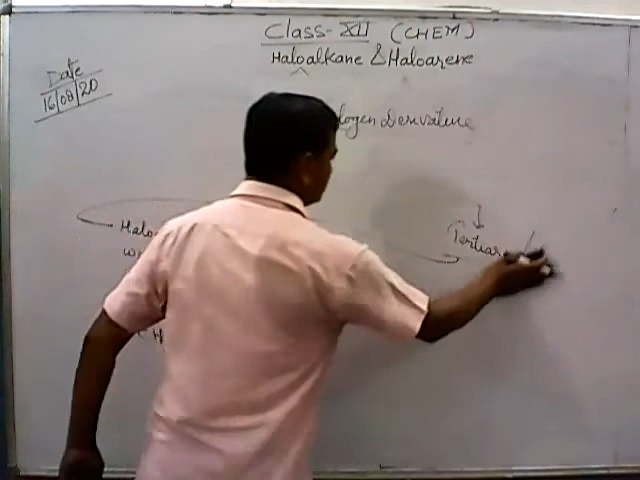 Class-XII (CHEM)
Haloalkane & Haloarene
Date
16/08/20
logen Derivative
Halo
Tertiar